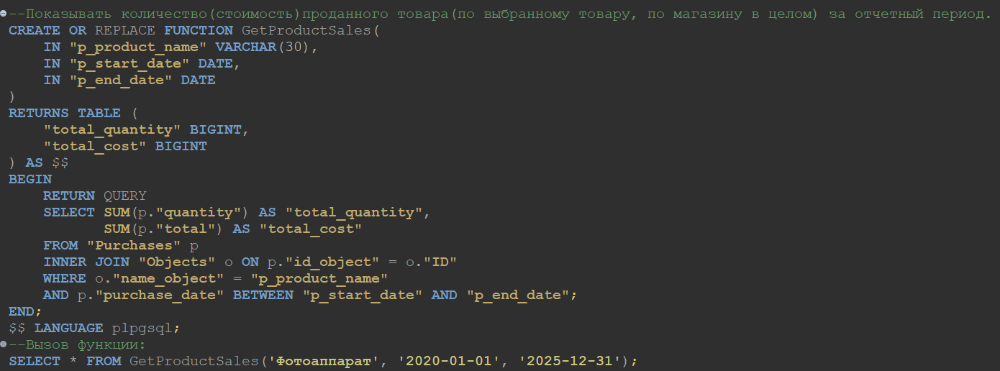 --Показывать количество(стоимость)проданного товара(по выбранному товару, по магазину в целом) за отчетный период.
CREATE OR REPLACE FUNCTION GetProductSales(
    IN "p_product_name" VARCHAR(30),
    IN "p_start_date" DATE,
    IN "p_end_date" DATE
)
RETURNS TABLE (
    "total_quantity" BIGINT,
    "total_cost" BIGINT
) AS $$
BEGIN
    RETURN QUERY
    SELECT SUM(p."quantity") AS "total_quantity",
           SUM(p."total") AS "total_cost"
    FROM "Purchases" p
    INNER JOIN "Objects" o ON p."id_object" = o."ID"
    WHERE o."name_object" = "p_product_name"
    AND p."purchase_date" BETWEEN "p_start_date" AND "p_end_date";
END;
$$ LANGUAGE plpgsql;
--Вызов функции:
SELECT * FROM GetProductSales('Фотоаппарат', '2020-01-01', '2025-12-31');